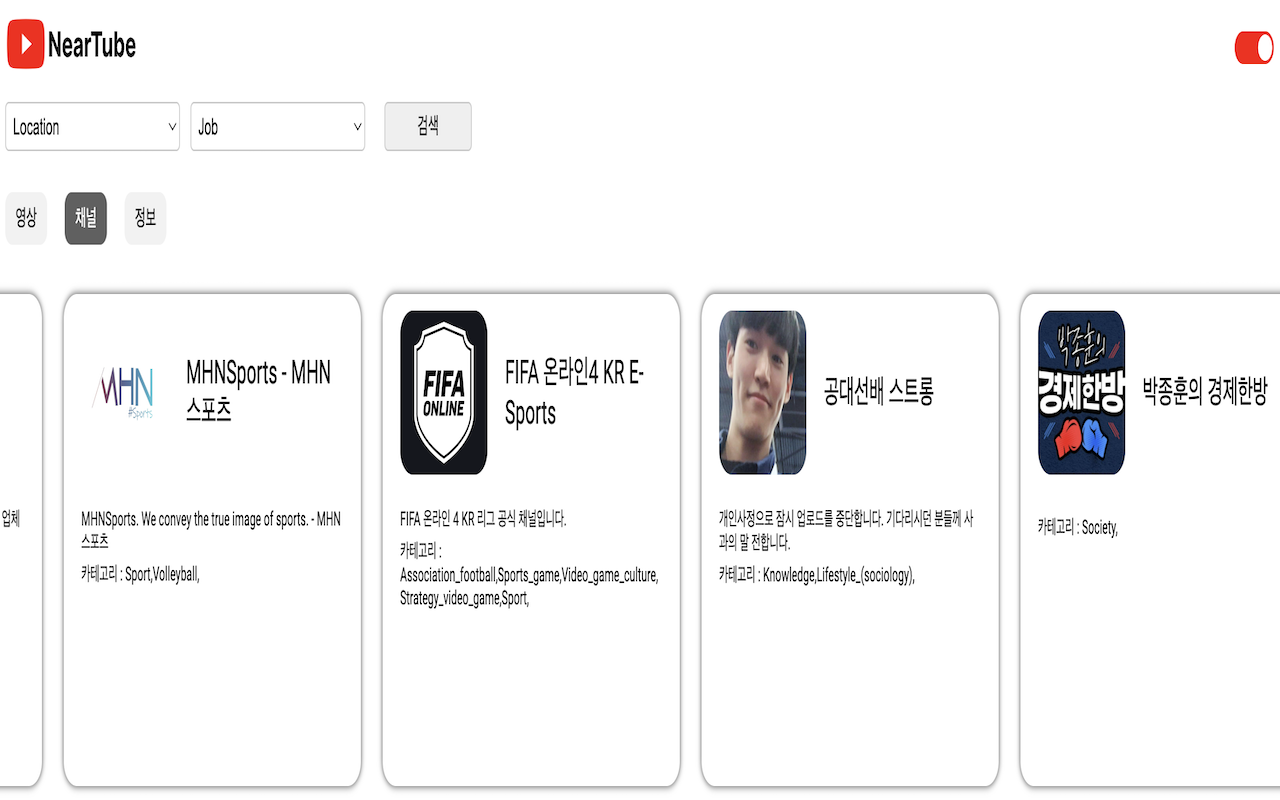 NearTube
Location
Job
검색
영상
채널
정보
업체
MHN
#Sports
MHNSports - MHN
스포츠
MHNSports. We convey the true image of sports. - MHN
스포츠
카테고리 : Sport,Volleyball,
FIFA
ONLINE
FIFA 온라인4 KR E-
Sports
FIFA 온라인 4 KR 리그 공식 채널입니다.
카테고리 :
Association_football,Sports_game,Video_game_culture,
Strategy_video_game,Sport,
공대선배 스트롱
개인사정으로 잠시 업로드를 중단합니다. 기다리시던 분들께 사
과의 말 전합니다.
카테고리 : Knowledge,Lifestyle_(sociology),
박종훈의
경제한방
박종훈의 경제한방
카테고리 : Society,